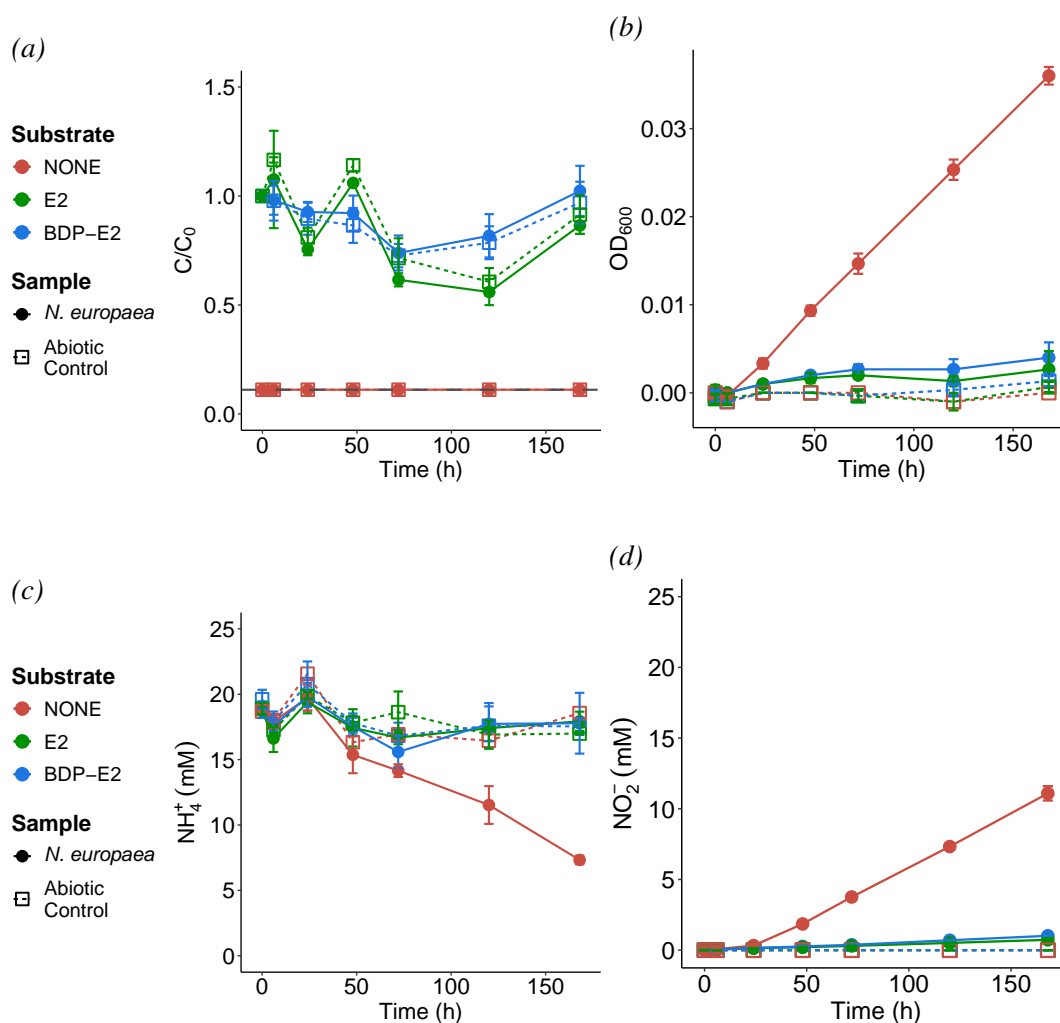 (a)
Substrate
NONE
E2
BDP−E2
Sample
N. europaea
Abiotic
Control
C/C0
1.5
1.0
0.5
0.0
0
50
100
150
Time (h)
(b)
OD600
0.03
0.02
0.01
0.00
0
50
100
150
Time (h)
(c)
Substrate
NONE
E2
BDP−E2
Sample
N. europaea
Abiotic
Control
NH4+ (mM)
25
20
15
10
5
0
0
50
100
150
Time (h)
(d)
NO2− (mM)
25
20
15
10
5
0
0
50
100
150
Time (h)